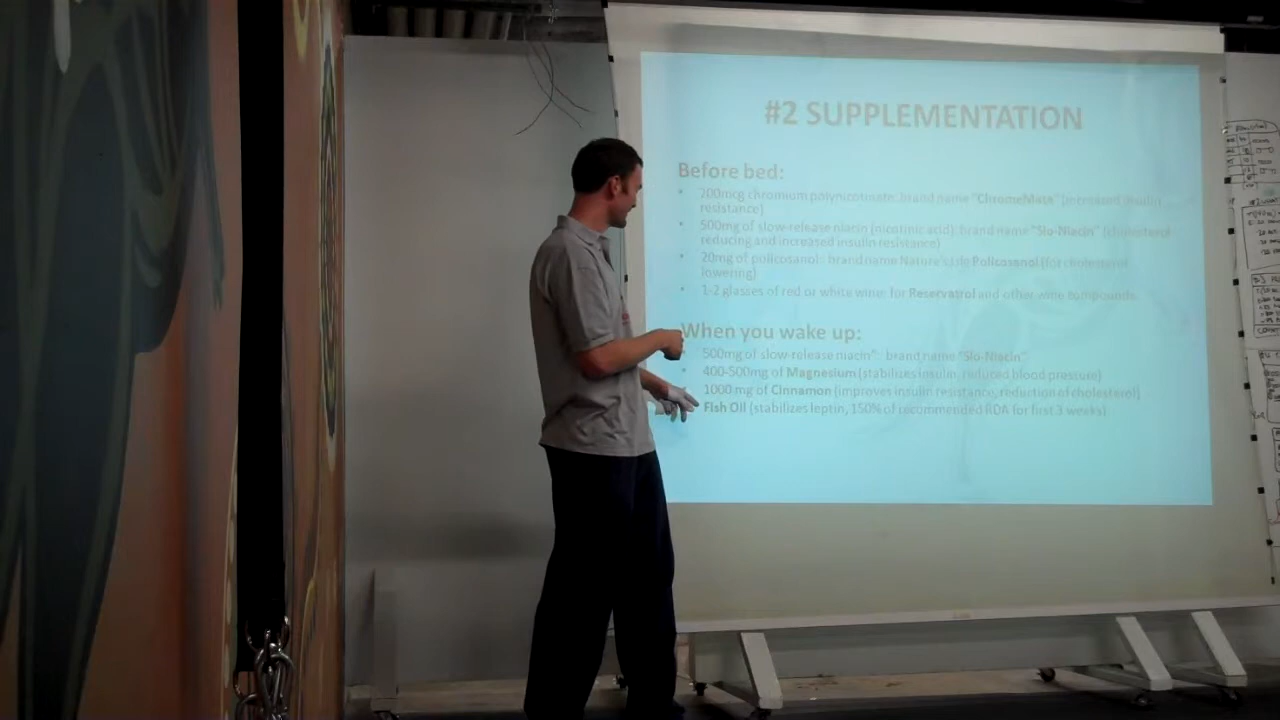 #2 SUPPLEMENTATION
Before bed:
• 200mcg chromium polynicotinate: brand name "ChromeMate" (increased insulin
resistance)
• 500mg of slow-release niacin (nicotinic acid): brand name "Slo-Niacin" (cholesterol
reducing and increased insulin resistance)
• 20mg of policosanol: brand name Nature's Policosanol (for cholesterol
lowering)
• 1-2 glasses of red or white wine: for Reservatrol and other wine compounds
When you wake up:
• 500mg of slow-release niacin": brand name "Slo-Niacin"
• 400-500mg of Magnesium (stabilizes insulin, reduced blood pressure)
1000 mg of Cinnamon (improves insulin resistance, reduction of cholesterol)
Fish Oil (stabilizes leptin, 150% of recommended RDA for first 3 weeks)